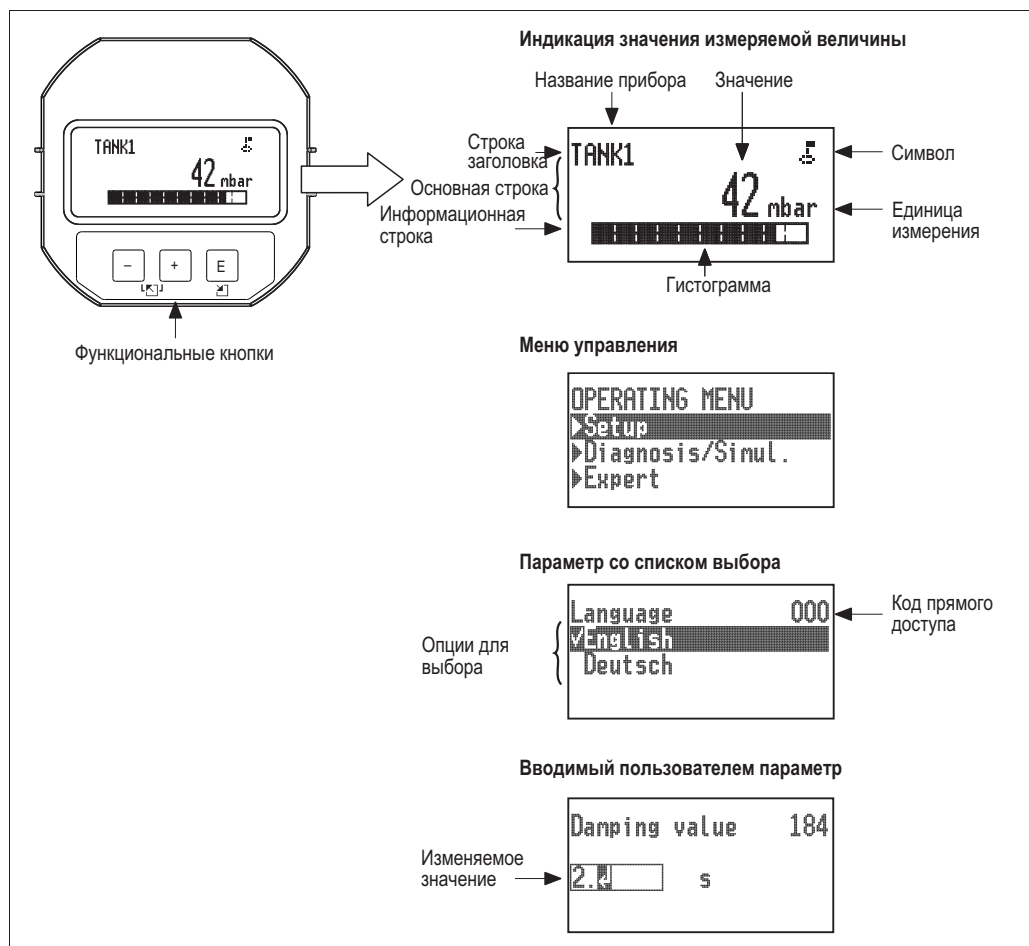 Индикация значения измеряемой величины
Название прибора
Значение
TANK1
42 mbar
Строка
заголовка
Основная строка
Информационная
строка
TANK1
42 mbar
Символ
Единица
измерения
Гистограмма
–
+
E
Функциональные кнопки
Меню управления
OPERATING MENU
Setup
Diagnosis/Simul.
Expert
Параметр со списком выбора
Language 000
English
Deutsch
Код прямого
доступа
Опции для
выбора
Вводимый пользователем параметр
Damping value 184
2. s
Изменяемое
значение